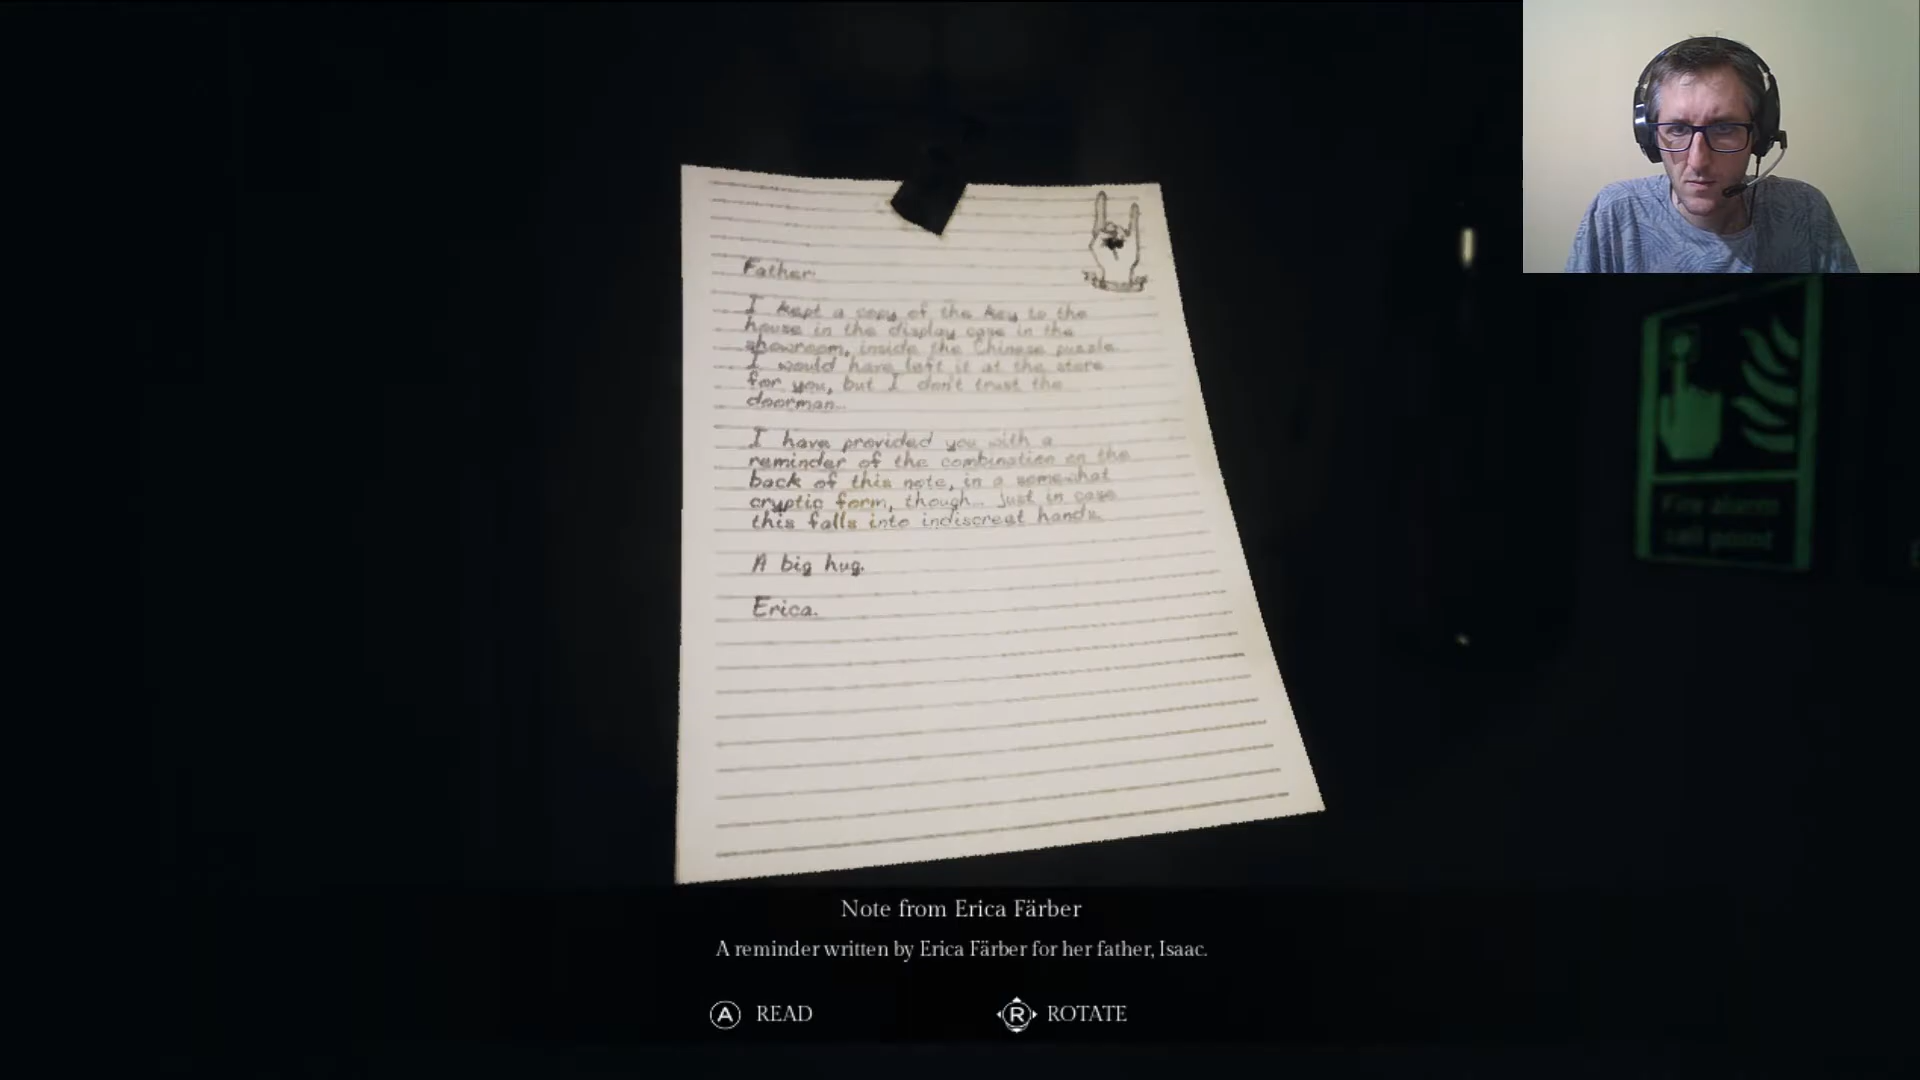 Father:
I kept a copy of the key to the
house in the display case in the
showroom, inside the Chinese puzzle.
I would have left it at the store
for you, but I don't trust the
doorman...
I have provided you with a
reminder of the combination on the
back of this note, in a somewhat
cryptic form, though... just in case
this falls into indiscreet hands.
A big hug.
Erica.
Fire alarm
call point
Note from Erica Färber
A reminder written by Erica Färber for her father, Isaac.
A READ
R ROTATE